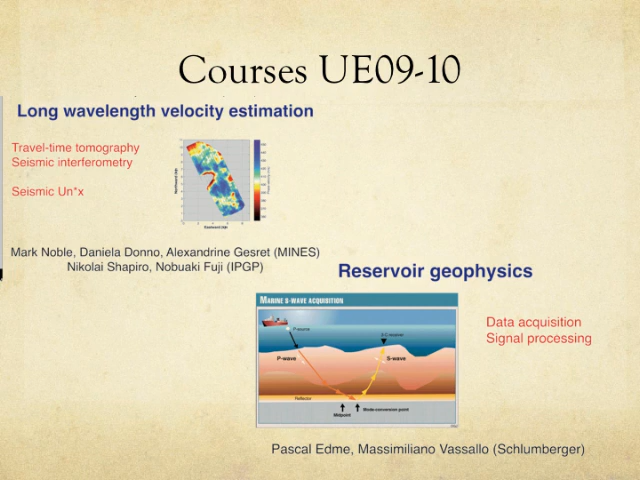 Courses UE09-10
Long wavelength velocity estimation
Travel-time tomography
Seismic interferometry
Seismic Un*x
Mark Noble, Daniela Donno, Alexandrine Gesret (MINES)
Nikolai Shapiro, Nobuaki Fuji (IPGP)
Reservoir geophysics
MARINE S-WAVE ACQUISITION
P-source
P-wave
S-wave
Reflector
Midpoint
Mode-conversion point
Data acquisition
Signal processing
Pascal Edme, Massimiliano Vassallo (Schlumberger)